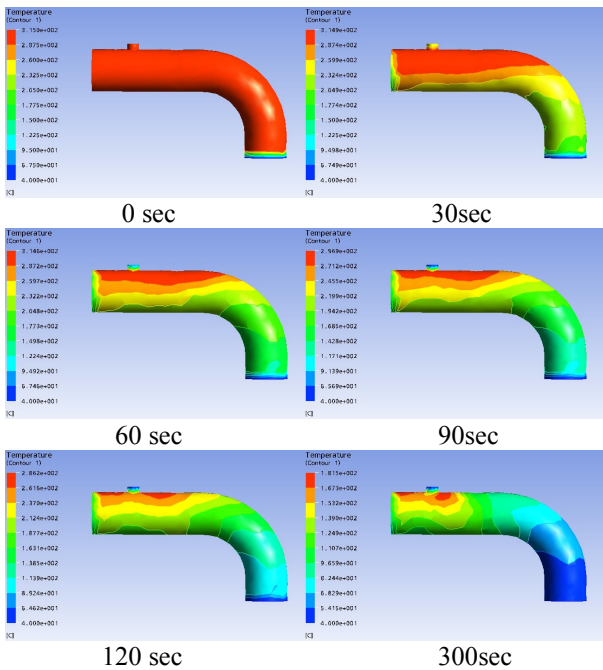 Temperature
(Contour 1)
3.150e+002
2.875e+002
2.600e+002
2.325e+002
2.050e+002
1.775e+002
1.500e+002
1.225e+002
9.500e+001
6.750e+001
4.000e+001
[C]
0 sec
Temperature
(Contour 1)
3.149e+002
2.874e+002
2.599e+002
2.324e+002
2.049e+002
1.775e+002
1.500e+002
1.225e+002
9.498e+001
6.749e+001
4.000e+001
[C]
30sec
Temperature
(Contour 1)
3.146e+002
2.872e+002
2.597e+002
2.322e+002
2.048e+002
1.773e+002
1.498e+002
1.224e+002
9.492e+001
6.746e+001
4.000e+001
[C]
60 sec
Temperature
(Contour 1)
2.969e+002
2.712e+002
2.455e+002
2.199e+002
1.942e+002
1.685e+002
1.428e+002
1.171e+002
9.139e+001
6.569e+001
4.000e+001
[C]
90sec
Temperature
(Contour 1)
2.862e+002
2.616e+002
2.370e+002
2.124e+002
1.877e+002
1.631e+002
1.385e+002
1.139e+002
8.924e+001
6.462e+001
4.000e+001
[C]
120 sec
Temperature
(Contour 1)
1.815e+002
1.673e+002
1.532e+002
1.390e+002
1.249e+002
1.107e+002
9.659e+001
8.244e+001
6.829e+001
5.415e+001
4.000e+001
[C]
300sec